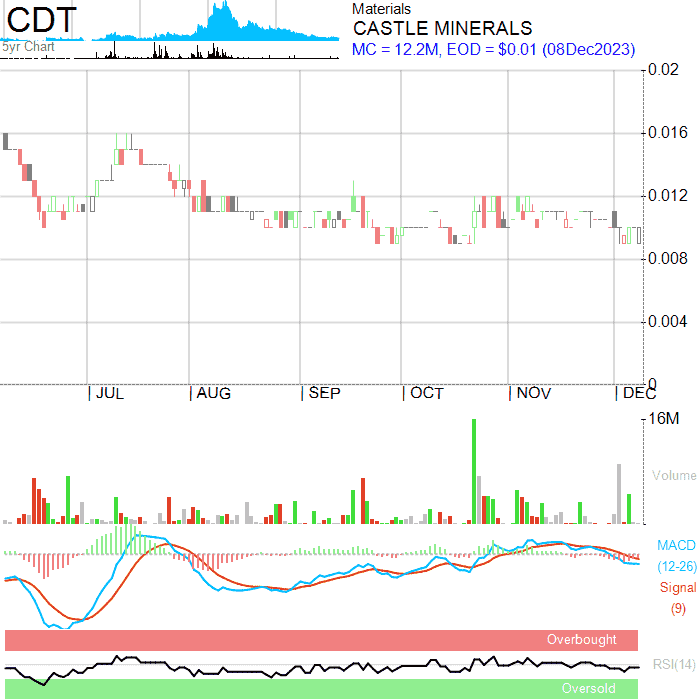 CDT
5yr Chart
Materials
CASTLE MINERALS
MC = 12.2M, EOD = $0.01 (08Dec2023)
0.02
0.016
0.012
0.008
0.004
0
JUL AUG SEP OCT NOV DEC
16M
Volume
MACD
(12-26)
Signal
(9)
Overbought
RSI(14)
Oversold